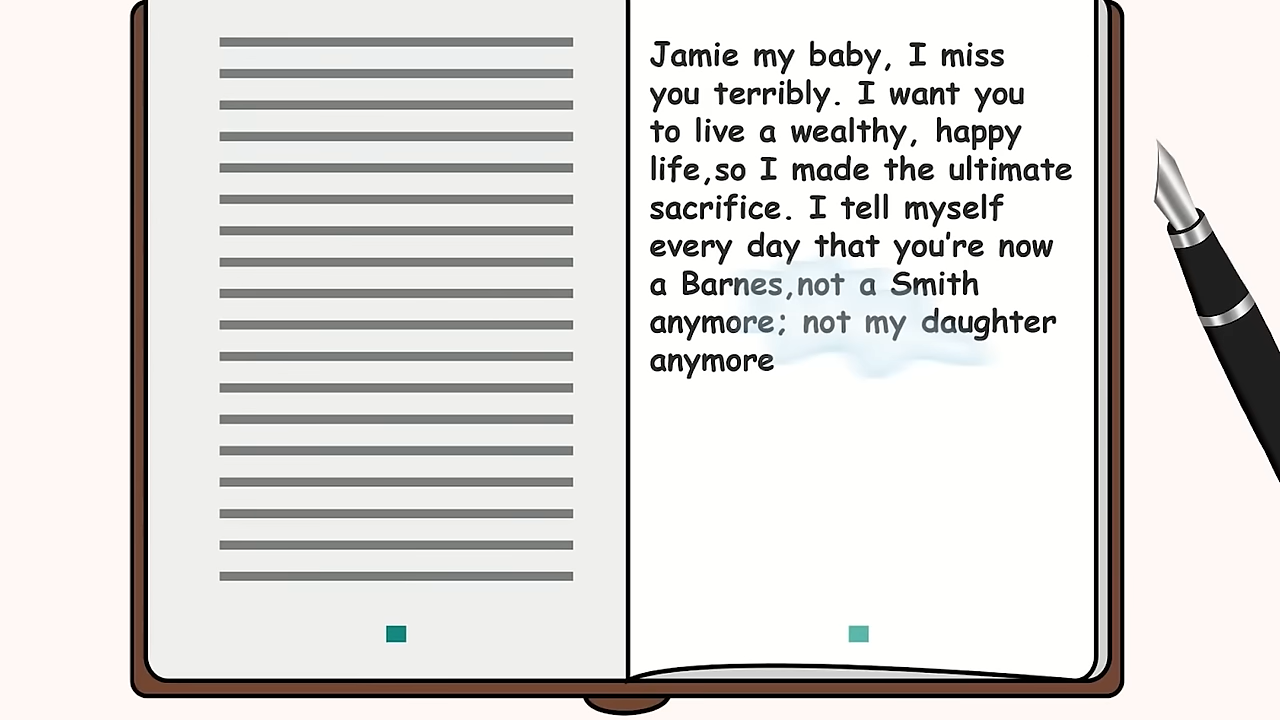 Jamie my baby, I miss
you terribly. I want you
to live a wealthy, happy
life,so I made the ultimate
sacrifice. I tell myself
every day that you're now
a Barnes,not a Smith
anymore; not my daughter
anymore